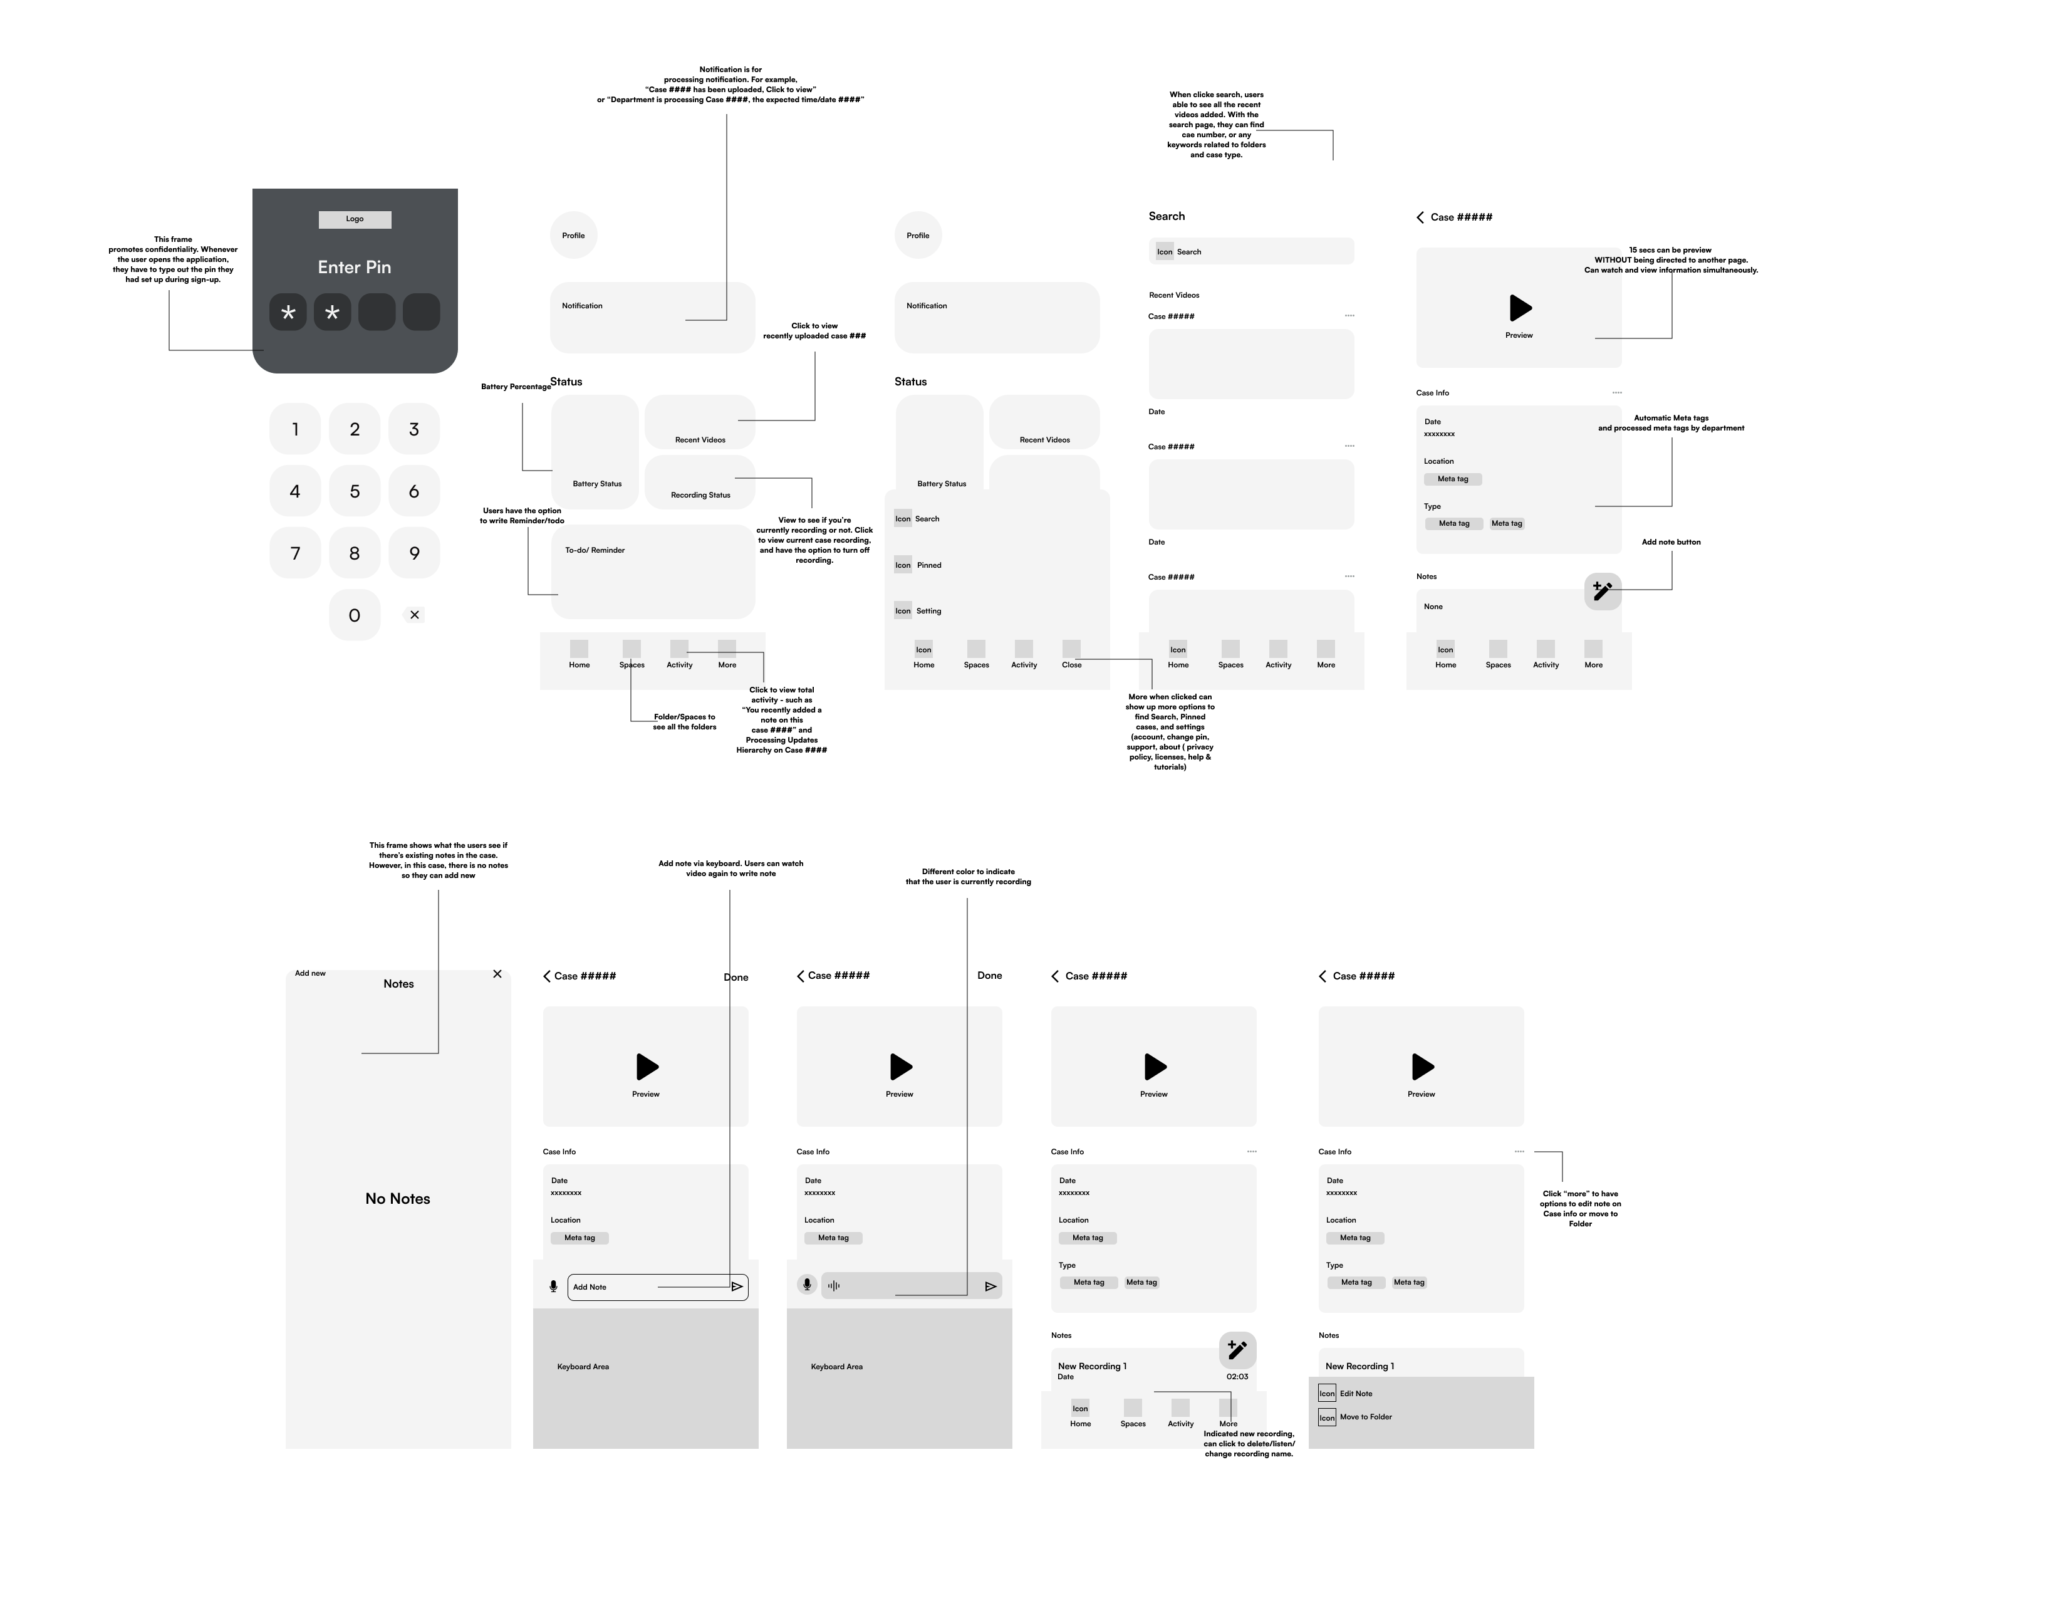 Notification is for
processing notification. For example,
"Case #### has been uploaded, Click to view"
or "Department is processing Case ####, the expected time/date ####"
When clicke search, users
able to see all the recent
videos added. With the
search page, they can find
cae number, or any
keywords related to folders
and case type.
This frame
promotes confidentiality. Whenever
the user opens the application,
they have to type out the pin they
had set up during sign-up.
Logo
Enter Pin
* *
1 2 3
4 5 6
7 8 9
0
Profile
Notification
Click to view
recently uploaded case ###
Battery Percentage
Status
Recent Videos
Battery Status
Recording Status
Users have the option
to write Reminder/todo
View to see if you're
currently recording or not. Click
to view current case recording,
and have the option to turn off
recording.
To-do/ Reminder
Home Spaces Activity More
Click to view total
activity - such as
"You recently added a
note on this
case ####" and
Processing Updates
Hierarchy on Case ####
Folder/Spaces to
see all the folders
Profile
Notification
Status
Recent Videos
Battery Status
Icon Search
Icon Pinned
Icon Setting
Icon
Home Spaces Activity Close
More when clicked can
show up more options to
find Search, Pinned
cases, and settings
(account, change pin,
support, about ( privacy
policy, licenses, help &
tutorials)
Search
Icon Search
Recent Videos
Case #####
Date
Case #####
Date
Case #####
Icon
Home Spaces Activity More
Case #####
15 secs can be preview
WITHOUT being directed to another page.
Can watch and view information simultaneously.
Preview
Case Info
Date
xxxxxxxx
Automatic Meta tags
and processed meta tags by department
Location
Meta tag
Type
Meta tag Meta tag
Add note button
Notes
None
Icon
Home Spaces Activity More
This frame shows what the users see if
there's existing notes in the case.
However, in this case, there is no notes
so they can add new
Add new
Notes
No Notes
Add note via keyboard. Users can watch
video again to write note
Case #####
Done
Preview
Case Info
Date
xxxxxxxx
Location
Meta tag
Add Note
Keyboard Area
Different color to indicate
that the user is currently recording
Case #####
Done
Preview
Case Info
Date
xxxxxxxx
Location
Meta tag
Keyboard Area
Case #####
Preview
Case Info
Date
xxxxxxxx
Location
Meta tag
Type
Meta tag Meta tag
Notes
New Recording 1
Date 02:03
Icon
Home Spaces Activity More
Indicated new recording,
can click to delete/listen/
change recording name.
Case #####
Preview
Case Info
Date
xxxxxxxx
Location
Meta tag
Type
Meta tag Meta tag
Click "more" to have
options to edit note on
Case info or move to
Folder
Notes
New Recording 1
Icon Edit Note
Icon Move to Folder